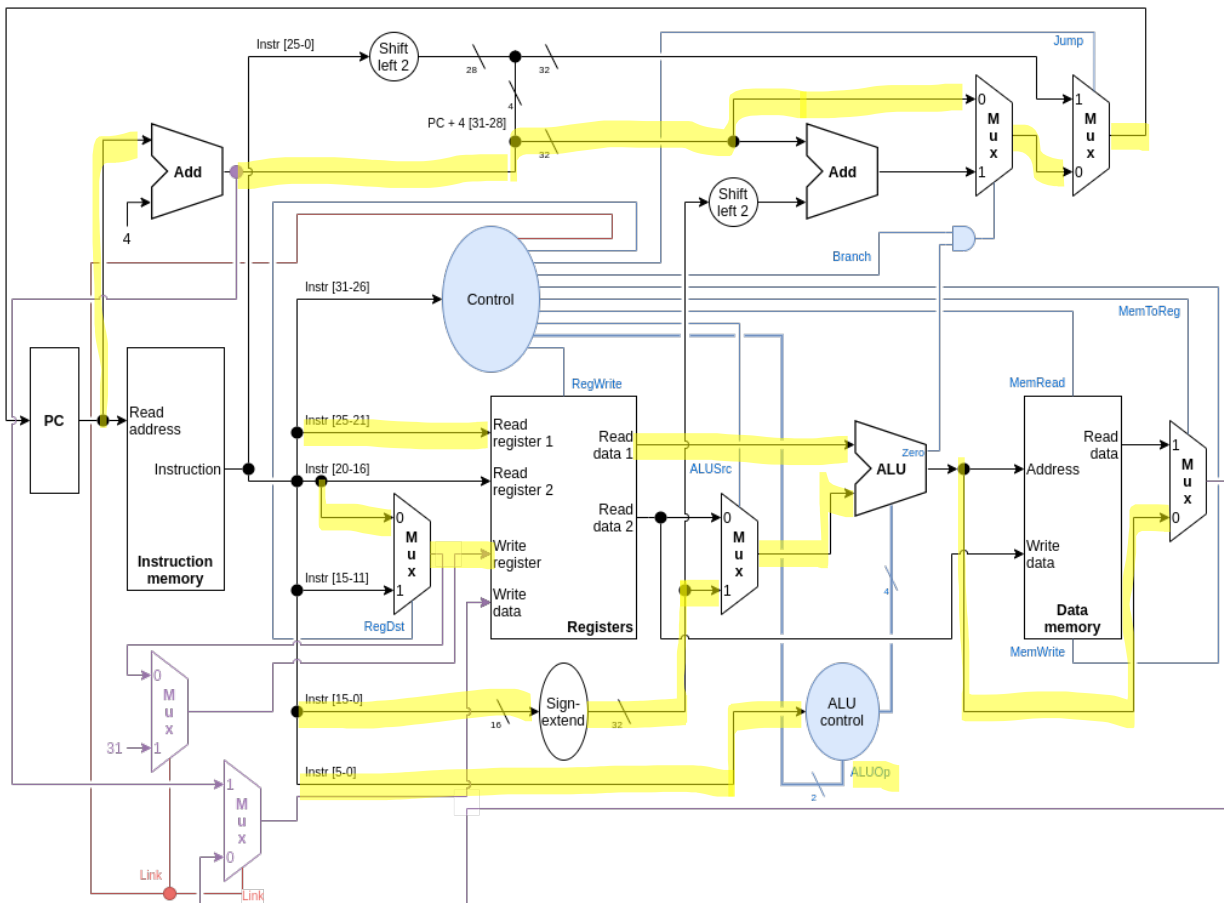 Instr [25-0]
Shift
left 2
28
32
Jump
4
PC + 4 [31-28]
32
0
M
u
x
1
1
M
u
x
0
Add
4
Add
Shift
left 2
Branch
Instr [31-26]
Control
MemToReg
PC
Read
address
Instruction
Instruction
memory
RegWrite
MemRead
Instr [25-21]
Read
register 1
Read
data 1
Instr [20-16]
Read
register 2
Read
data 2
ALUSrc
Zero
ALU
Address
Read
data
1
M
u
x
0
0
M
u
x
1
Write
register
Instr [15-11]
Write
data
RegDst
Registers
0
M
u
x
1
Write
data
Data
memory
MemWrite
4
0
M
u
x
31
1
Instr [15-0]
16
Sign-
extend
32
ALU
control
Instr [5-0]
2
ALUOp
1
M
u
x
0
Link
Link